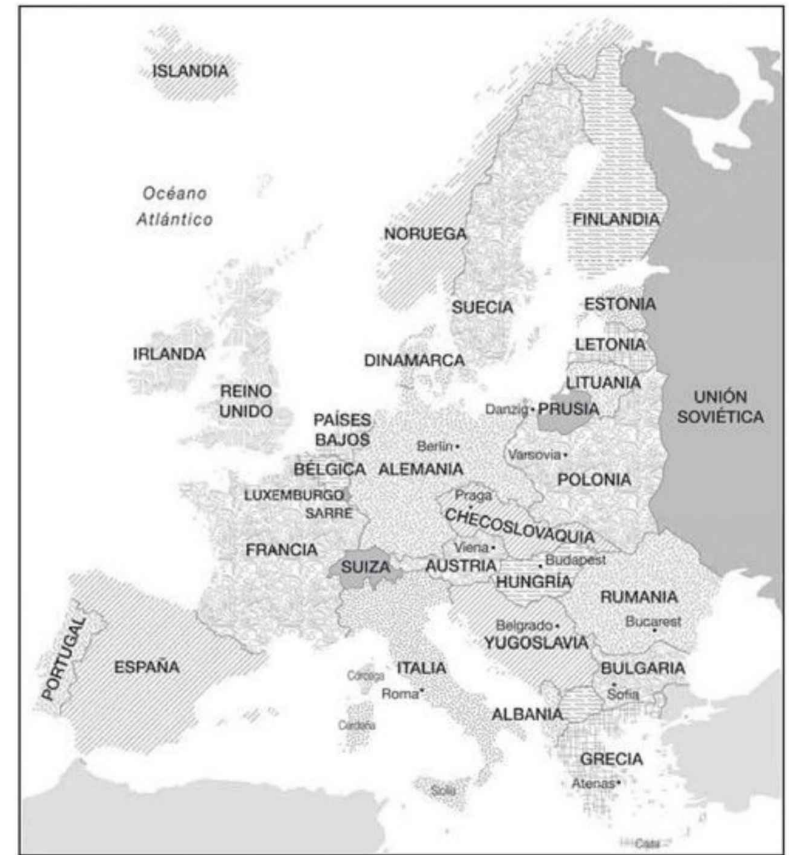 ISLANDIA
Océano
Atlántico
NORUEGA
FINLANDIA
SUECIA
ESTONIA
LETONIA
IRLANDA
DINAMARCA
LITUANIA
REINO
UNIDO
UNIÓN
SOVIÉTICA
Danzig
PRUSIA
PAÍSES
BAJOS
Berlín
Varsovia
BÉLGICA
ALEMANIA
POLONIA
LUXEMBURGO
Praga
SARRE
CHECOSLOVAQUIA
FRANCIA
Viena
Budapest
SUIZA
AUSTRIA
HUNGRÍA
RUMANIA
Belgrado
Bucarest
YUGOSLAVIA
PORTUGAL
ESPAÑA
ITALIA
BULGARIA
Córcega
Roma
Sofía
ALBANIA
Cerdeña
GRECIA
Atenas